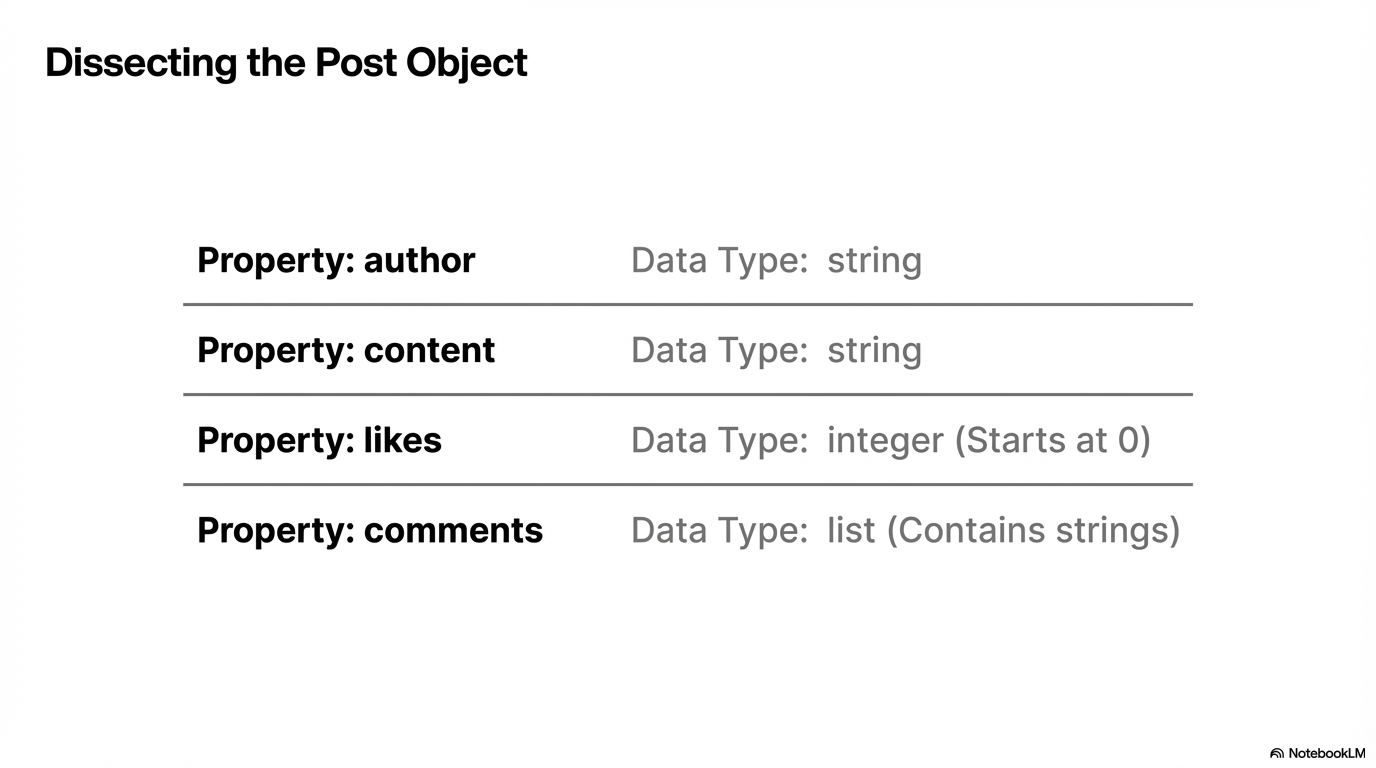 Dissecting the Post Object
Property: author Data Type: string
Property: content Data Type: string
Property: likes Data Type: integer (Starts at 0)
Property: comments Data Type: list (Contains strings)
NotebookLM